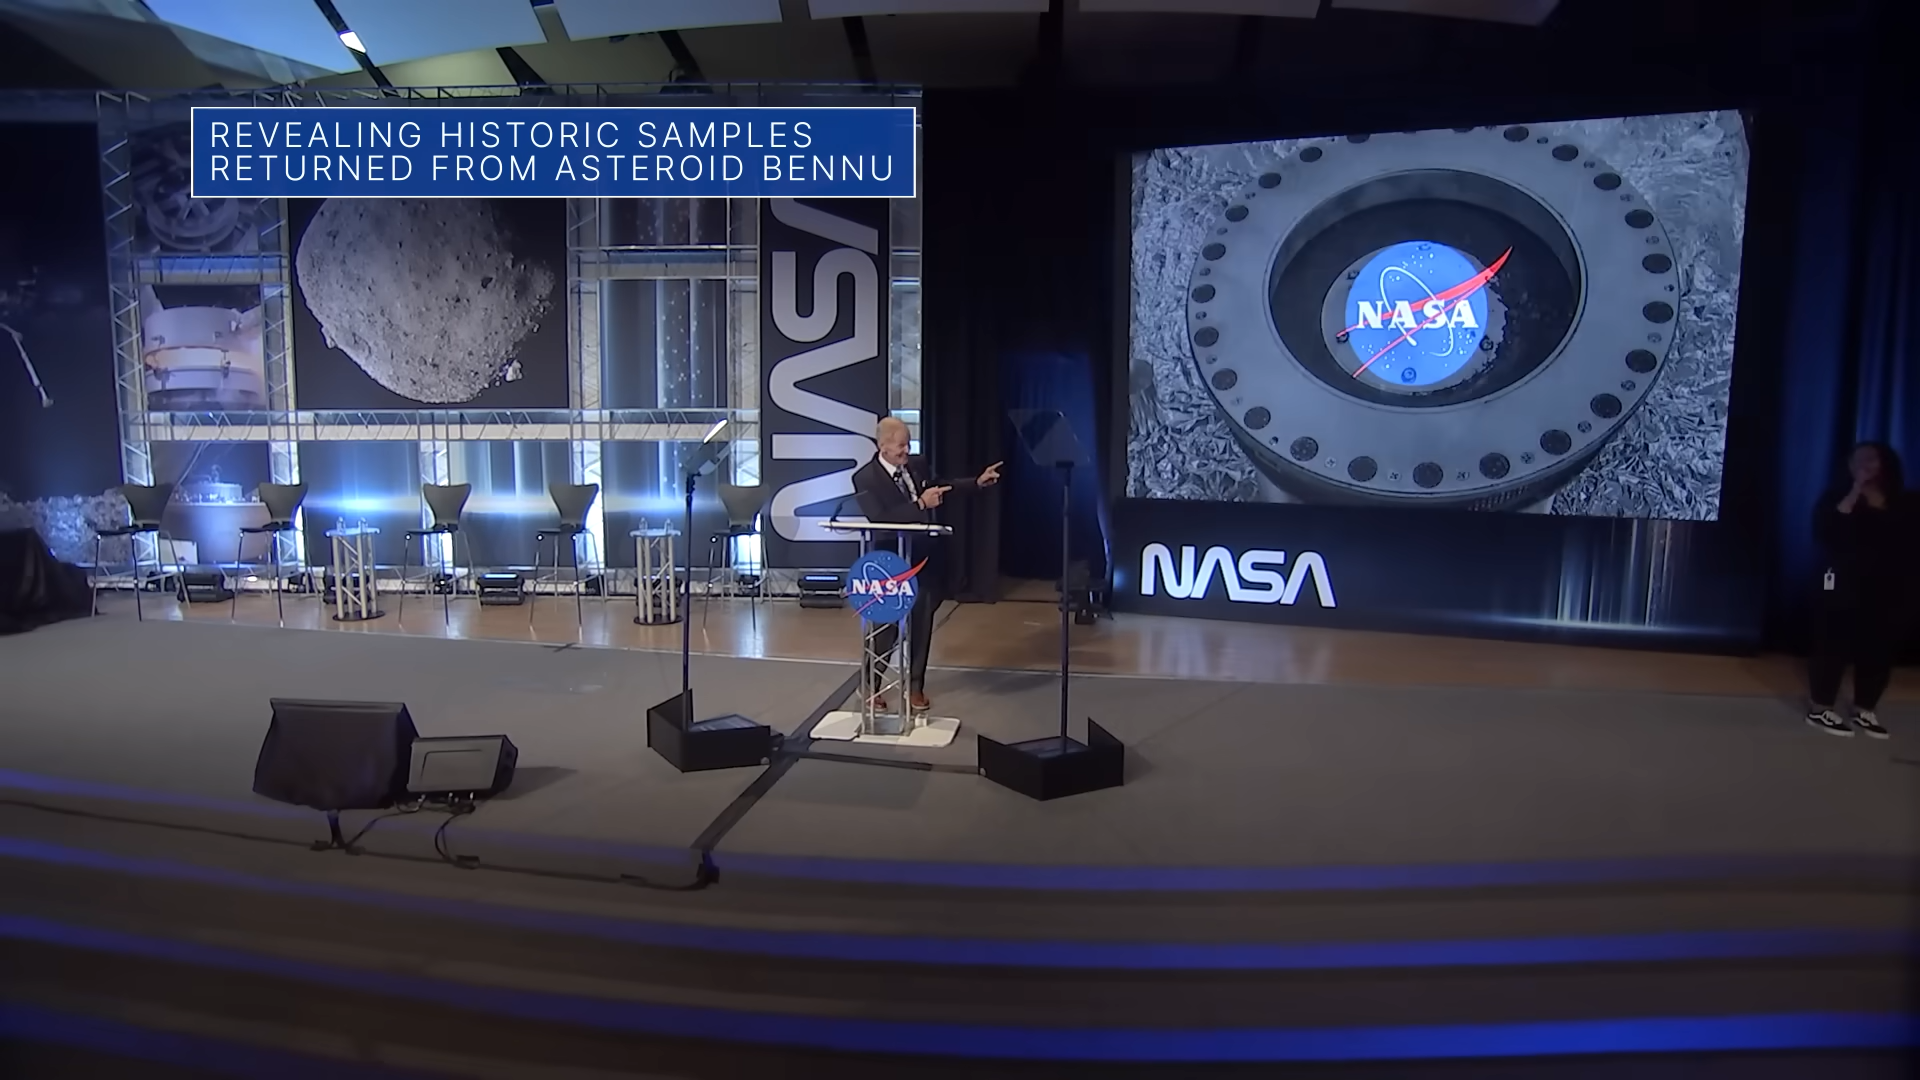 REVEALING HISTORIC SAMPLES
RETURNED FROM ASTEROID BENNU
NASA
NASA
NASA
NASA